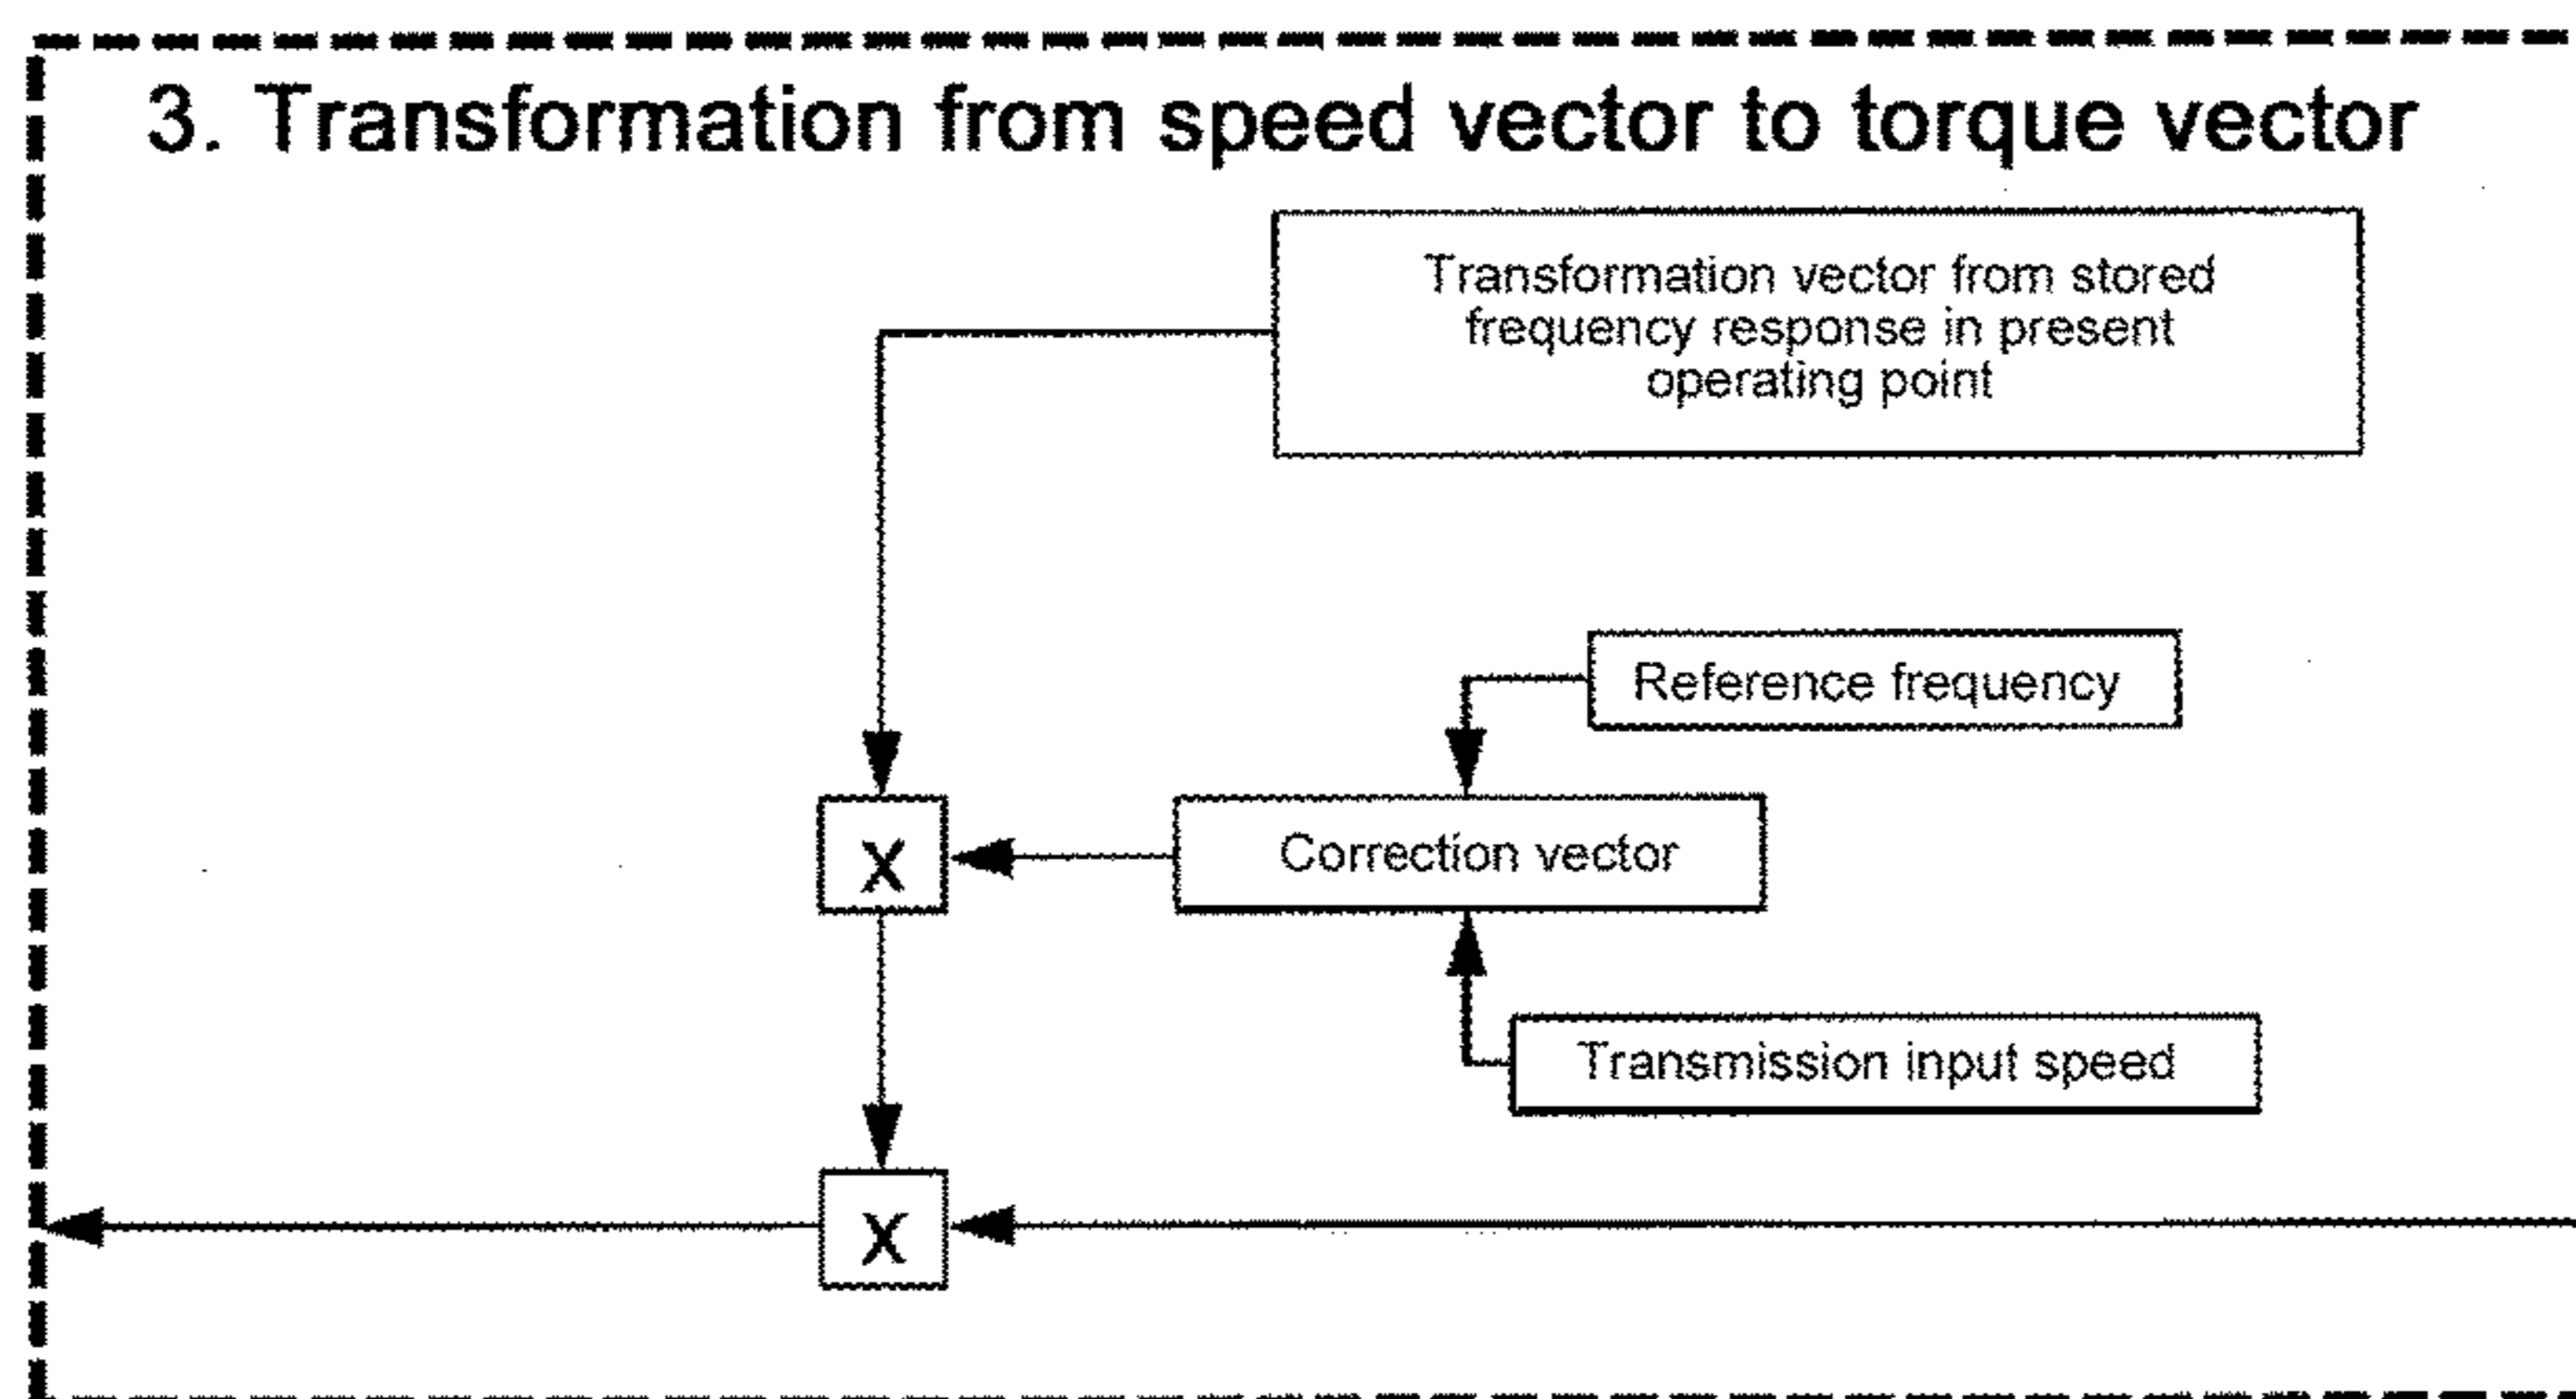 3. Transformation from speed vector to torque vector
Transformation vector from stored
frequency response in present
operating point
Reference frequency
X
Correction vector
Transmission input speed
X